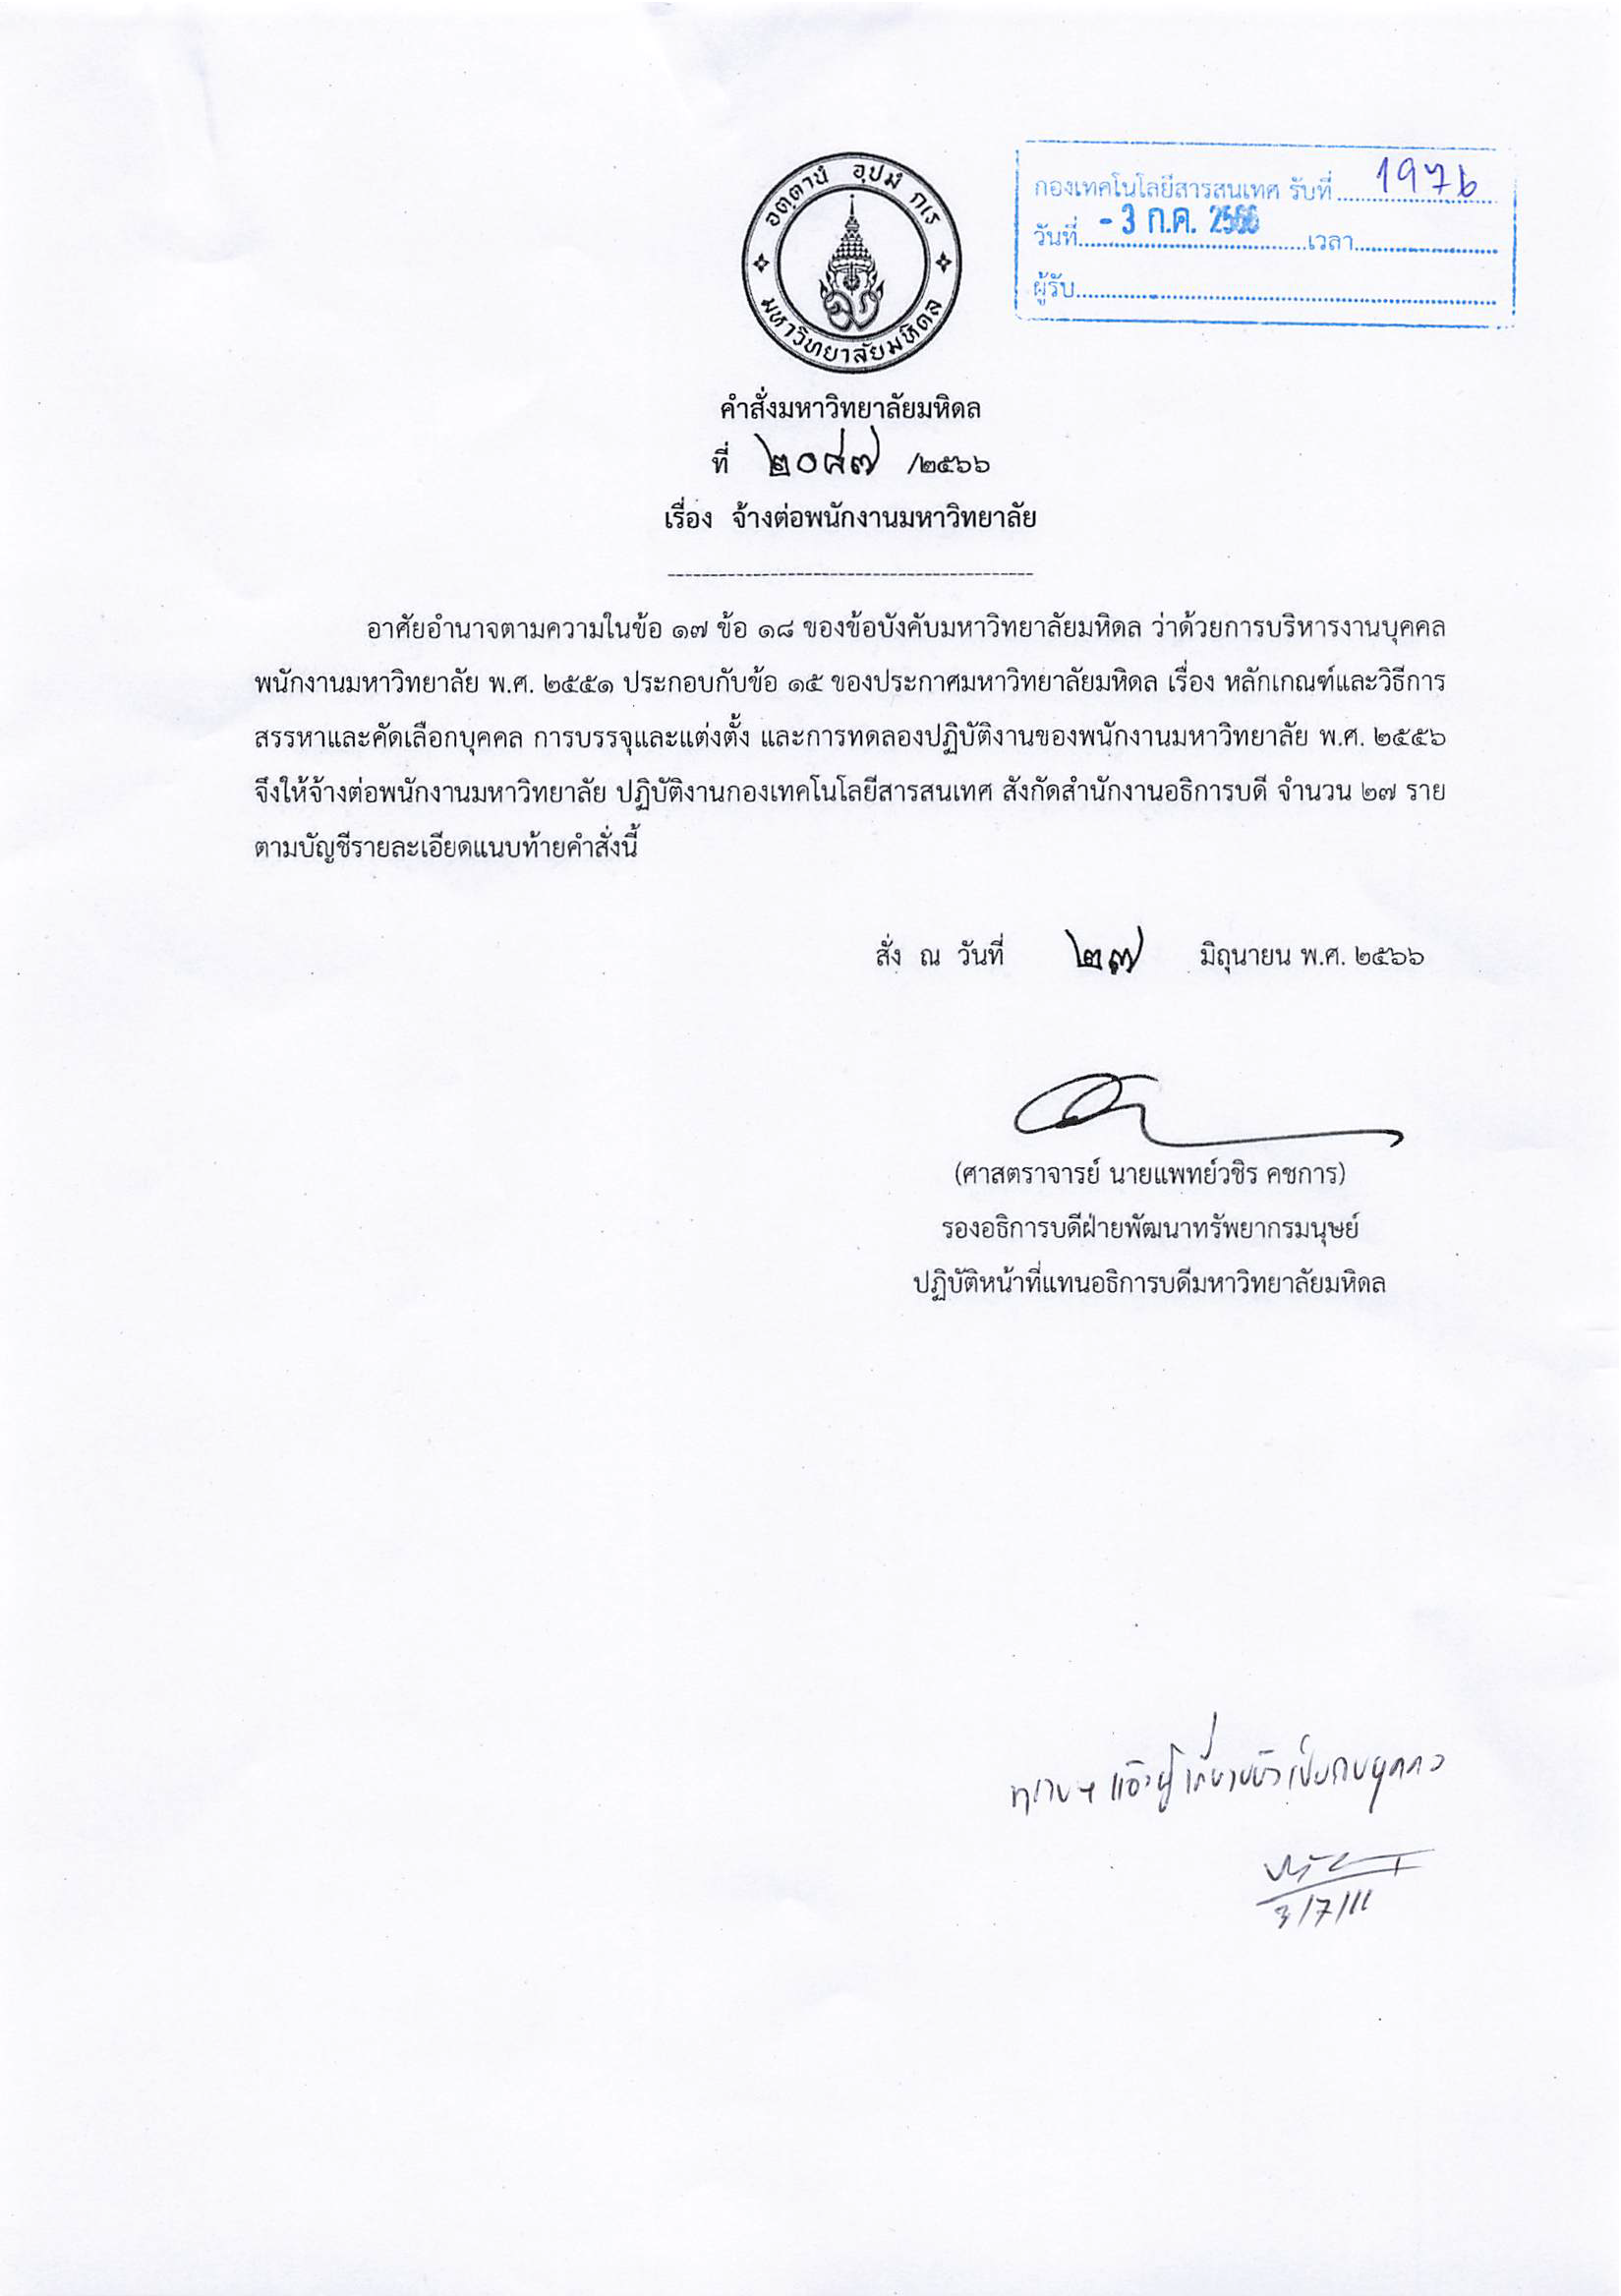 กองเทคโนโลยีสารสนเทศ รับที่ 1976
วันที่ - 3 ก.ค. 2566 เวลา
ผู้รับ
อตฺตานํ อุปมํ กเร
มหาวิทยาลัยมหิดล
คำสั่งมหาวิทยาลัยมหิดล
ที่ ๒๐๘๗ /๒๕๖๖
เรื่อง จ้างต่อพนักงานมหาวิทยาลัย
อาศัยอำนาจตามความในข้อ ๑๗ ข้อ ๑๘ ของข้อบังคับมหาวิทยาลัยมหิดล ว่าด้วยการบริหารงานบุคคล
พนักงานมหาวิทยาลัย พ.ศ. ๒๕๕๑ ประกอบกับข้อ ๑๕ ของประกาศมหาวิทยาลัยมหิดล เรื่อง หลักเกณฑ์และวิธีการ
สรรหาและคัดเลือกบุคคล การบรรจุและแต่งตั้ง และการทดลองปฏิบัติงานของพนักงานมหาวิทยาลัย พ.ศ. ๒๕๕๖
จึงให้จ้างต่อพนักงานมหาวิทยาลัย ปฏิบัติงานกองเทคโนโลยีสารสนเทศ สังกัดสำนักงานอธิการบดี จำนวน ๒๗ ราย
ตามบัญชีรายละเอียดแนบท้ายคำสั่งนี้
สั่ง ณ วันที่ ๒๗ มิถุนายน พ.ศ. ๒๕๖๖
(ศาสตราจารย์ นายแพทย์วชิร คชการ)
รองอธิการบดีฝ่ายพัฒนาทรัพยากรมนุษย์
ปฏิบัติหน้าที่แทนอธิการบดีมหาวิทยาลัยมหิดล
3/7/66